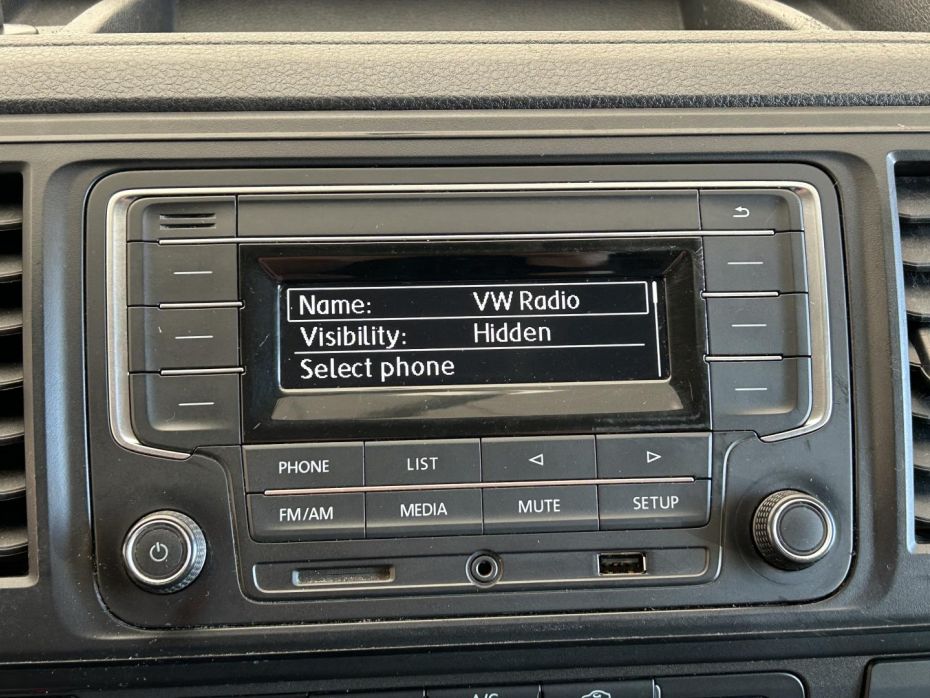 Name: VW Radio
Visibility: Hidden
Select phone
PHONE LIST
FM/AM MEDIA MUTE SETUP
A/C